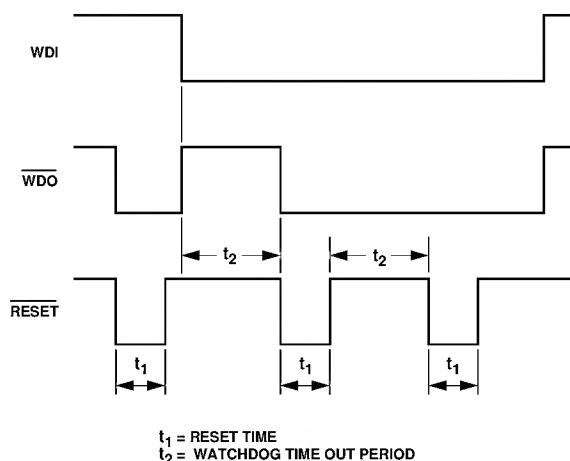 WDI
WDO
t2
t2
RESET
t1
t1
t1
t1 = RESET TIME
t2 = WATCHDOG TIME OUT PERIOD